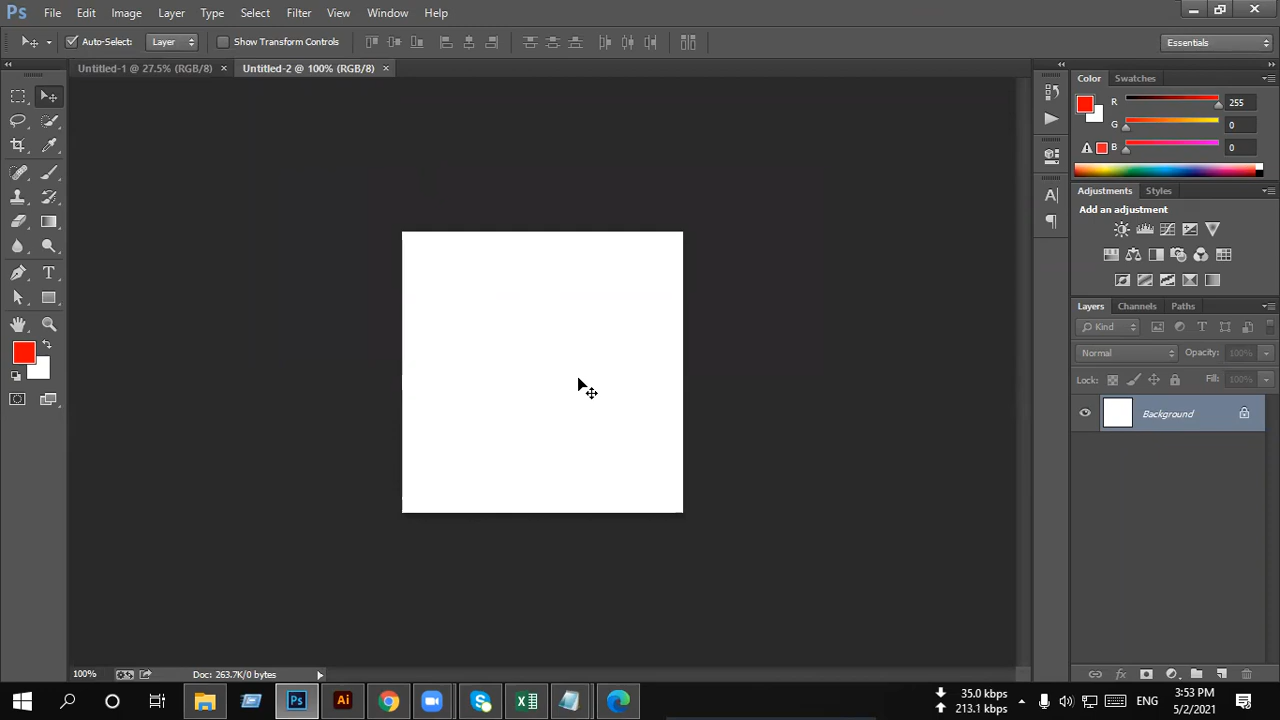 Ps File Edit Image Layer Type Select Filter View Window Help
Auto-Select: Layer Show Transform Controls Essentials
Untitled-1 @ 27.5% (RGB/8) × Untitled-2 @ 100% (RGB/8) ×
Color Swatches
R 255
G 0
B 0
Adjustments Styles
Add an adjustment
Layers Channels Paths
Kind
Normal Opacity: 100%
Lock: Fill: 100%
Background
100% Doc: 263.7K/0 bytes
Ps Ai
35.0 kbps
213.1 kbps
ENG
3:53 PM
5/2/2021